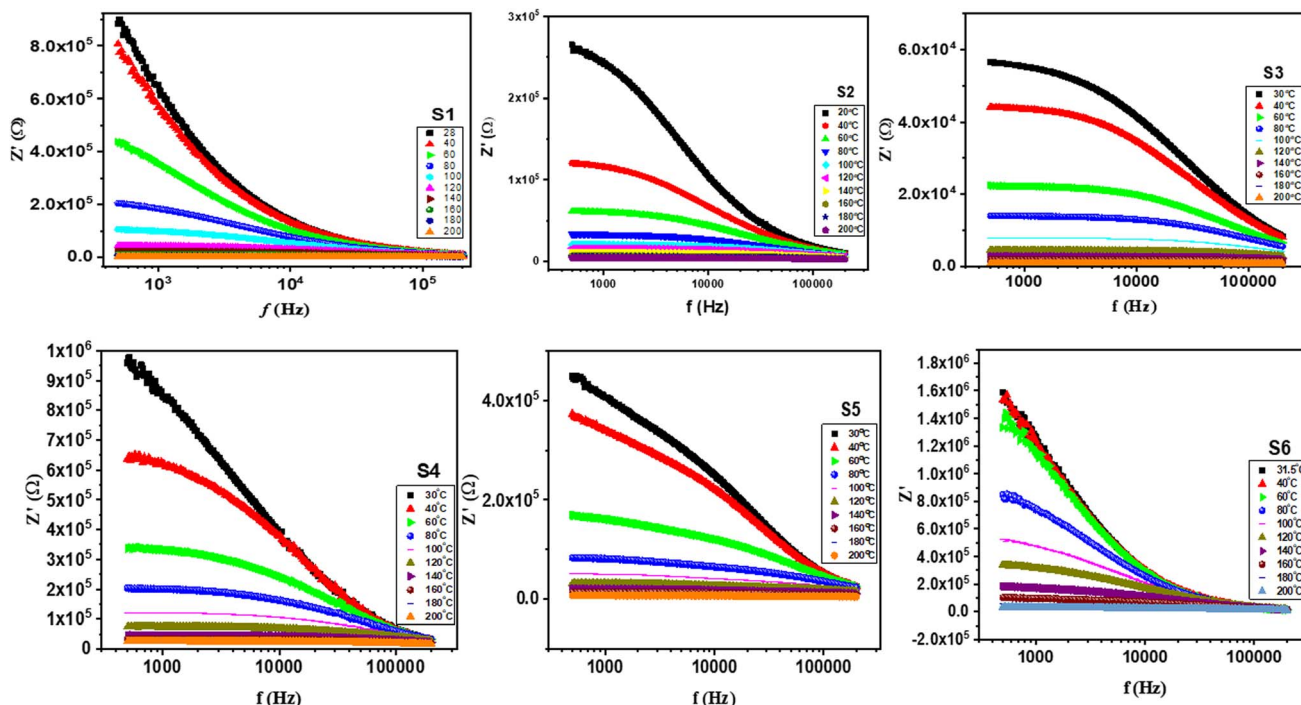 8.0x10⁵
6.0x10⁵
4.0x10⁵
2.0x10⁵
0.0
Z' (Ω)
10³
10⁴
10⁵
f (Hz)
S1
28
40
60
80
100
120
140
160
180
200
3x10⁵
2x10⁵
1x10⁵
0
Z' (Ω)
1000
10000
100000
f (Hz)
S2
20°C
40°C
60°C
80°C
100°C
120°C
140°C
160°C
180°C
200°C
6.0x10⁴
4.0x10⁴
2.0x10⁴
0.0
Z' (Ω)
1000
10000
100000
f (Hz)
S3
30°C
40°C
60°C
80°C
100°C
120°C
140°C
160°C
180°C
200°C
1x10⁶
9x10⁵
8x10⁵
7x10⁵
6x10⁵
5x10⁵
4x10⁵
3x10⁵
2x10⁵
1x10⁵
0
Z' (Ω)
1000
10000
100000
f (Hz)
S4
30°C
40°C
60°C
80°C
100°C
120°C
140°C
160°C
180°C
200°C
4.0x10⁵
2.0x10⁵
0.0
Z' (Ω)
1000
10000
100000
f (Hz)
S5
30°C
40°C
60°C
80°C
100°C
120°C
140°C
160°C
180°C
200°C
1.8x10⁶
1.6x10⁶
1.4x10⁶
1.2x10⁶
1.0x10⁶
8.0x10⁵
6.0x10⁵
4.0x10⁵
2.0x10⁵
0.0
-2.0x10⁵
Z'
1000
10000
100000
f (Hz)
S6
31.5°C
40°C
60°C
80°C
100°C
120°C
140°C
160°C
180°C
200°C